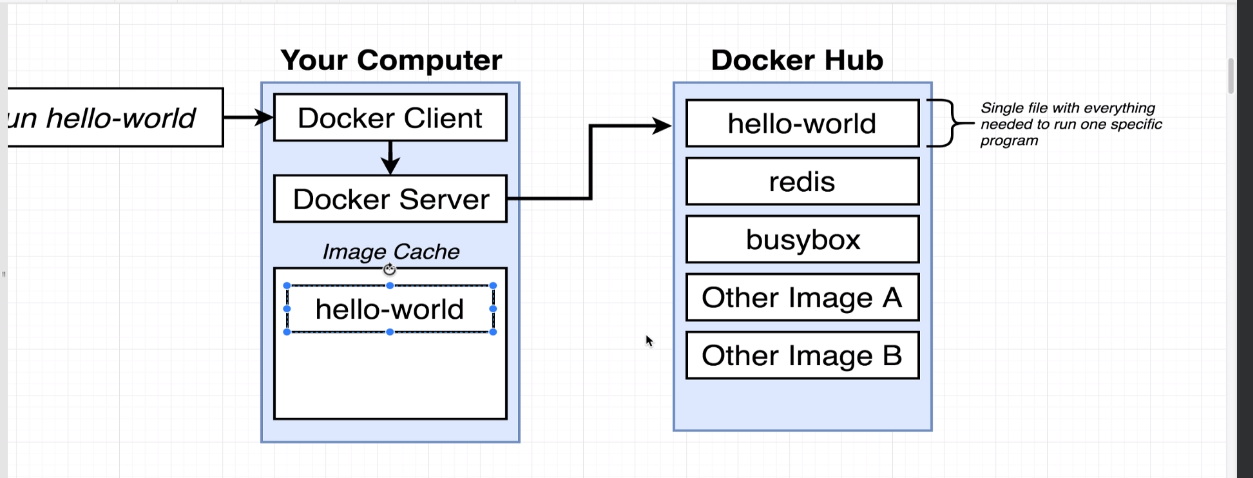 Your Computer
Docker Hub
un hello-world
Docker Client
Docker Server
Image Cache
hello-world
hello-world
redis
busybox
Other Image A
Other Image B
Single file with everything
needed to run one specific
program